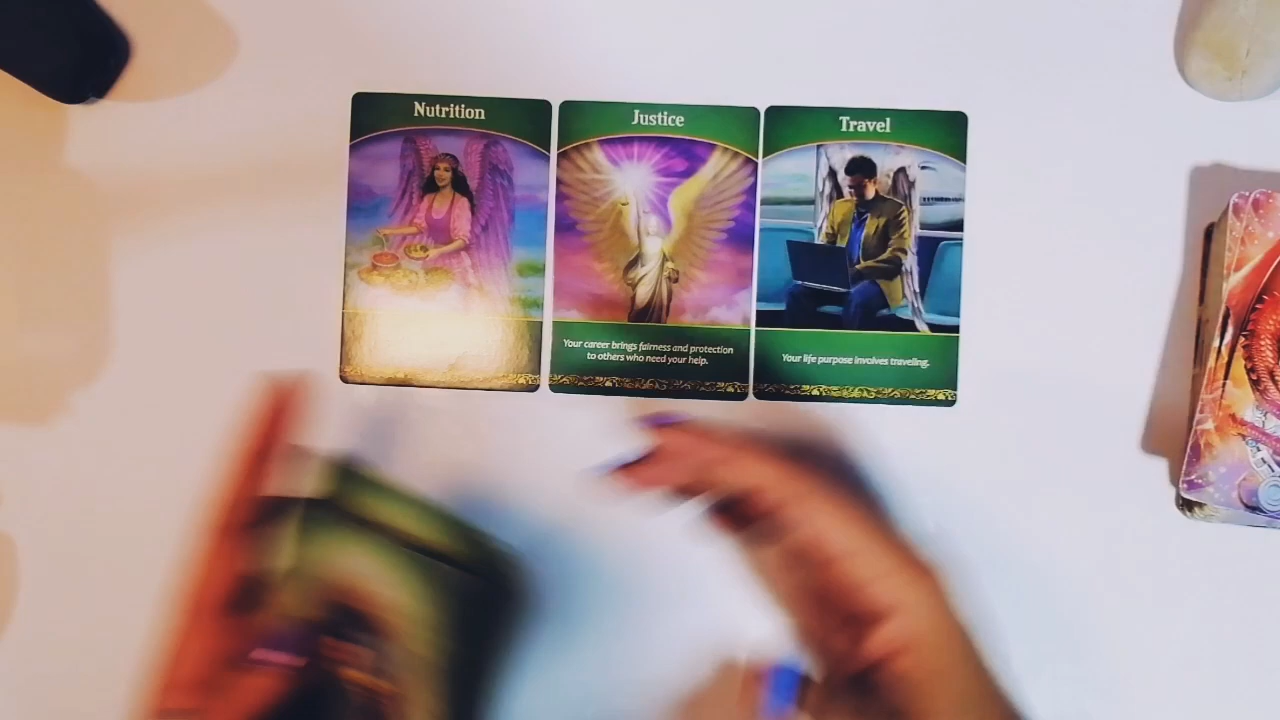 Nutrition
Justice
Your career brings fairness and protection
to others who need your help.
Travel
Your life purpose involves traveling.